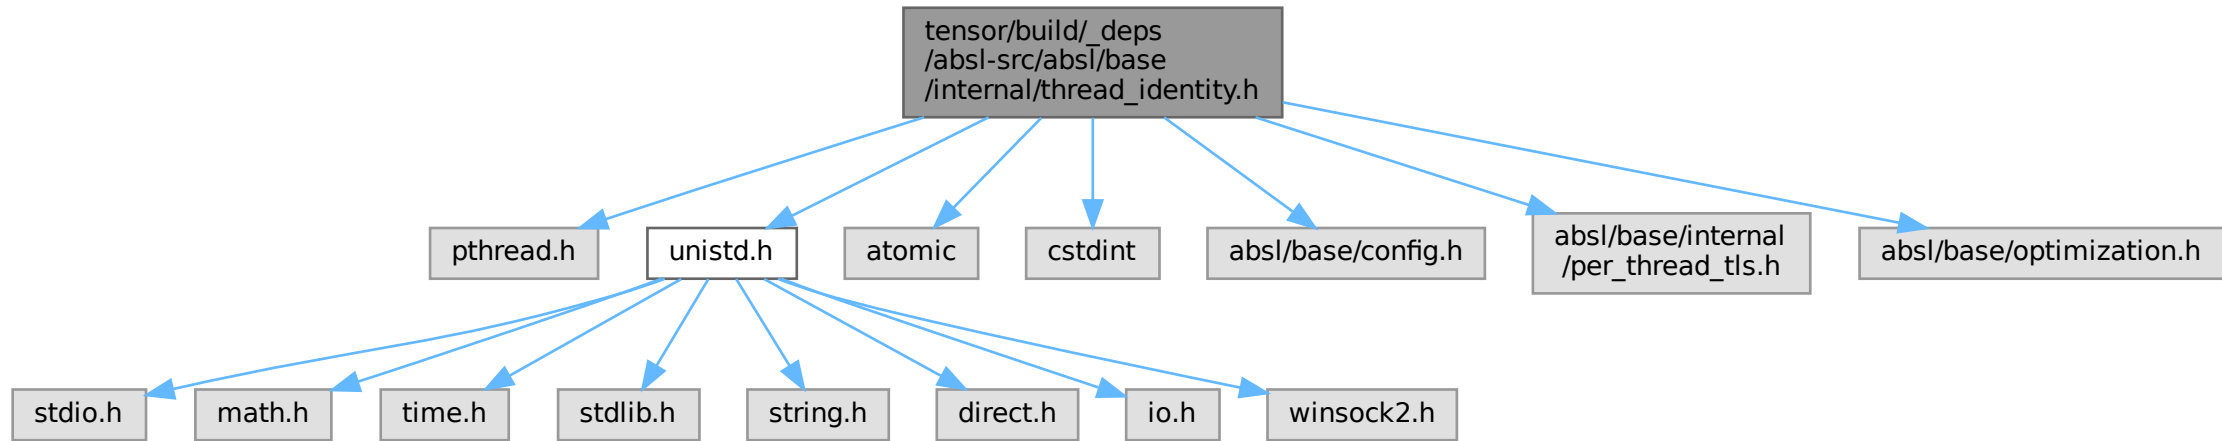 tensor/build/_deps
/absl-src/absl/base
/internal/thread_identity.h
pthread.h
unistd.h
atomic
cstdint
absl/base/config.h
absl/base/internal
/per_thread_tls.h
absl/base/optimization.h
stdio.h
math.h
time.h
stdlib.h
string.h
direct.h
io.h
winsock2.h